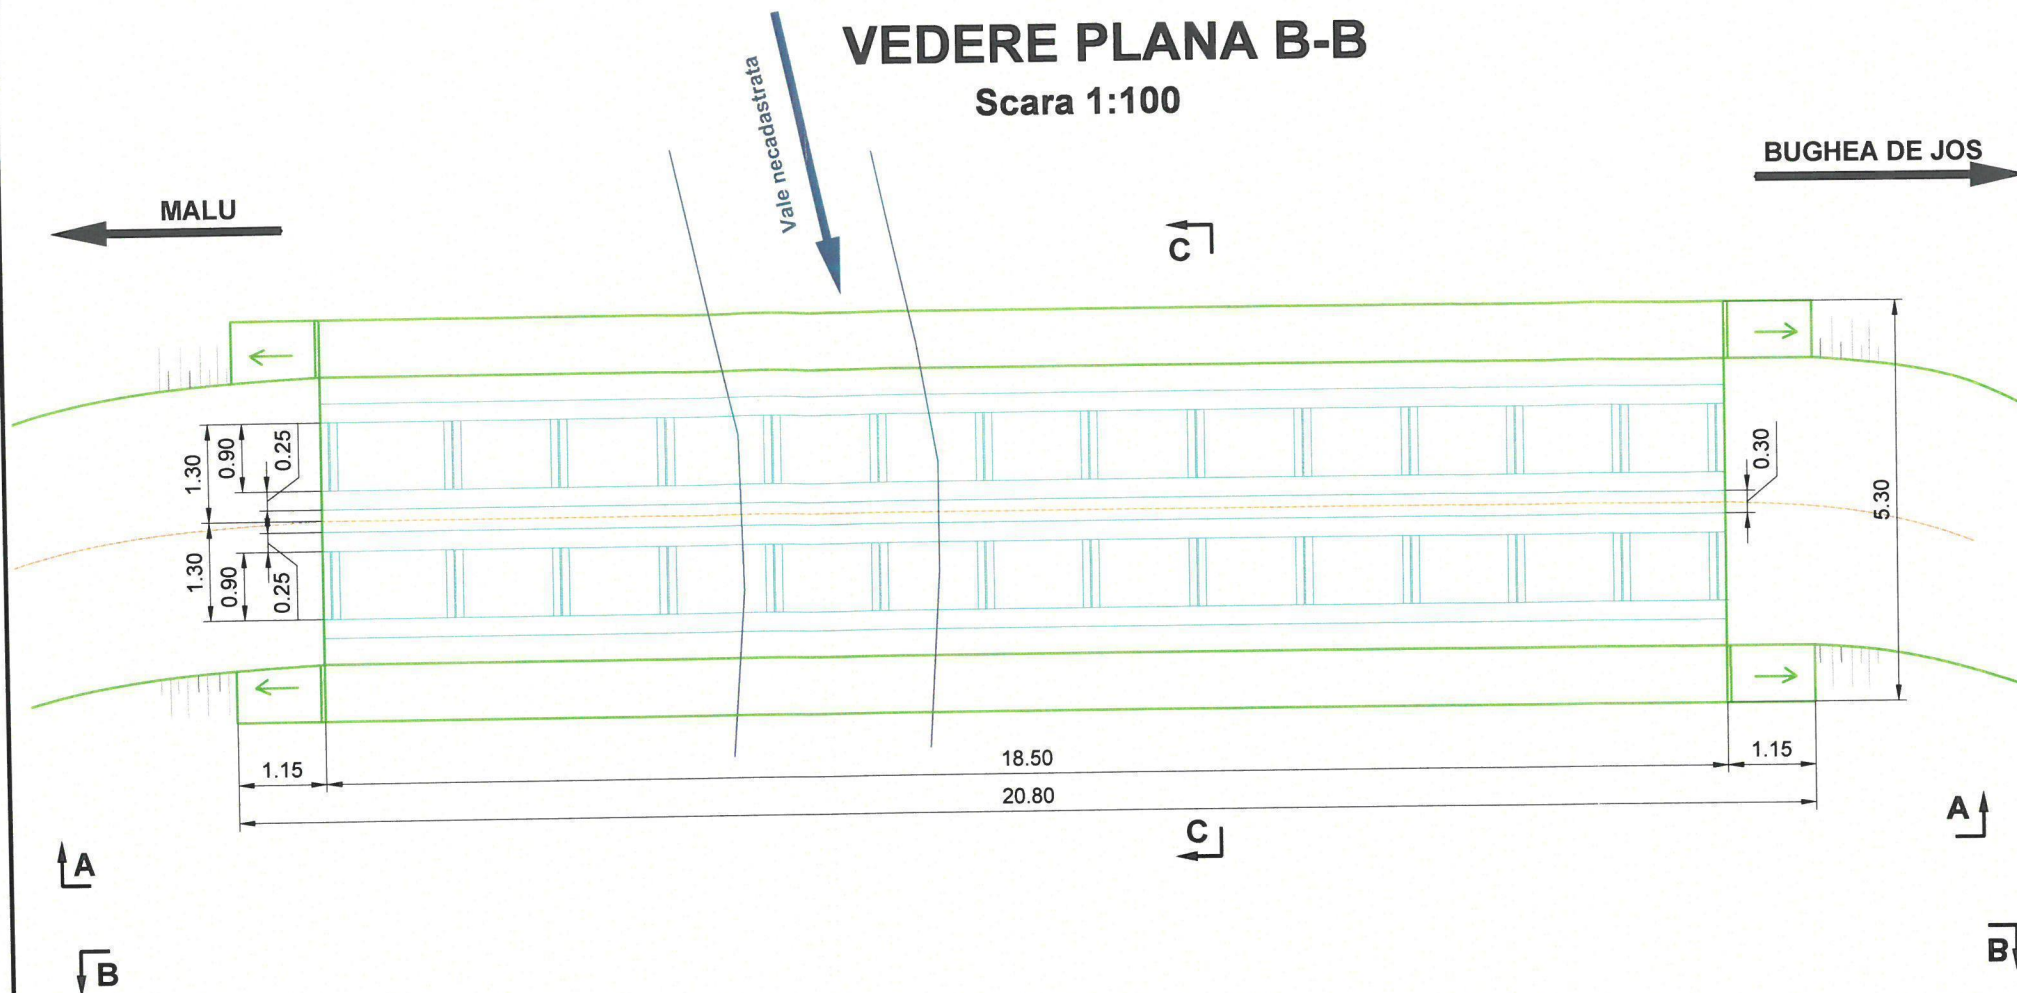 VEDERE PLANA B-B
Scara 1:100
Vale necadastrata
MALU
BUGHEA DE JOS
C
1.30
0.90
0.25
0.30
5.30
1.30
0.90
0.25
1.15
18.50
1.15
20.80
C
A
A
B
B